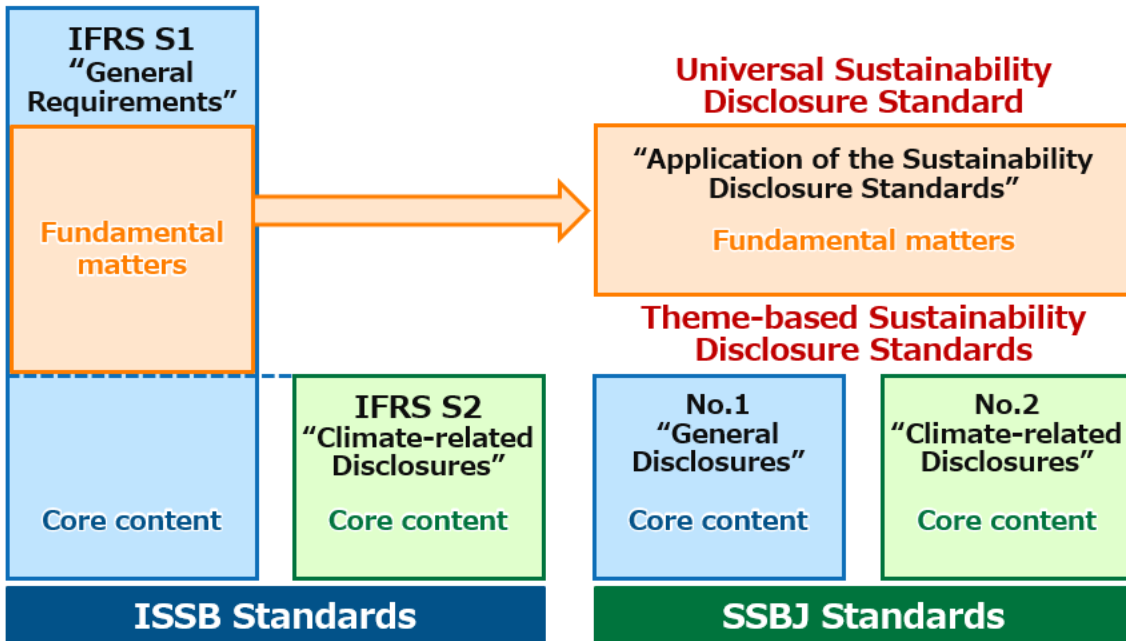 IFRS S1
“General
Requirements”
Fundamental
matters
Core content
IFRS S2
“Climate-related
Disclosures”
Core content
ISSB Standards
Universal Sustainability
Disclosure Standard
“Application of the Sustainability
Disclosure Standards”
Fundamental matters
Theme-based Sustainability
Disclosure Standards
No.1
“General
Disclosures”
Core content
No.2
“Climate-related
Disclosures”
Core content
SSBJ Standards